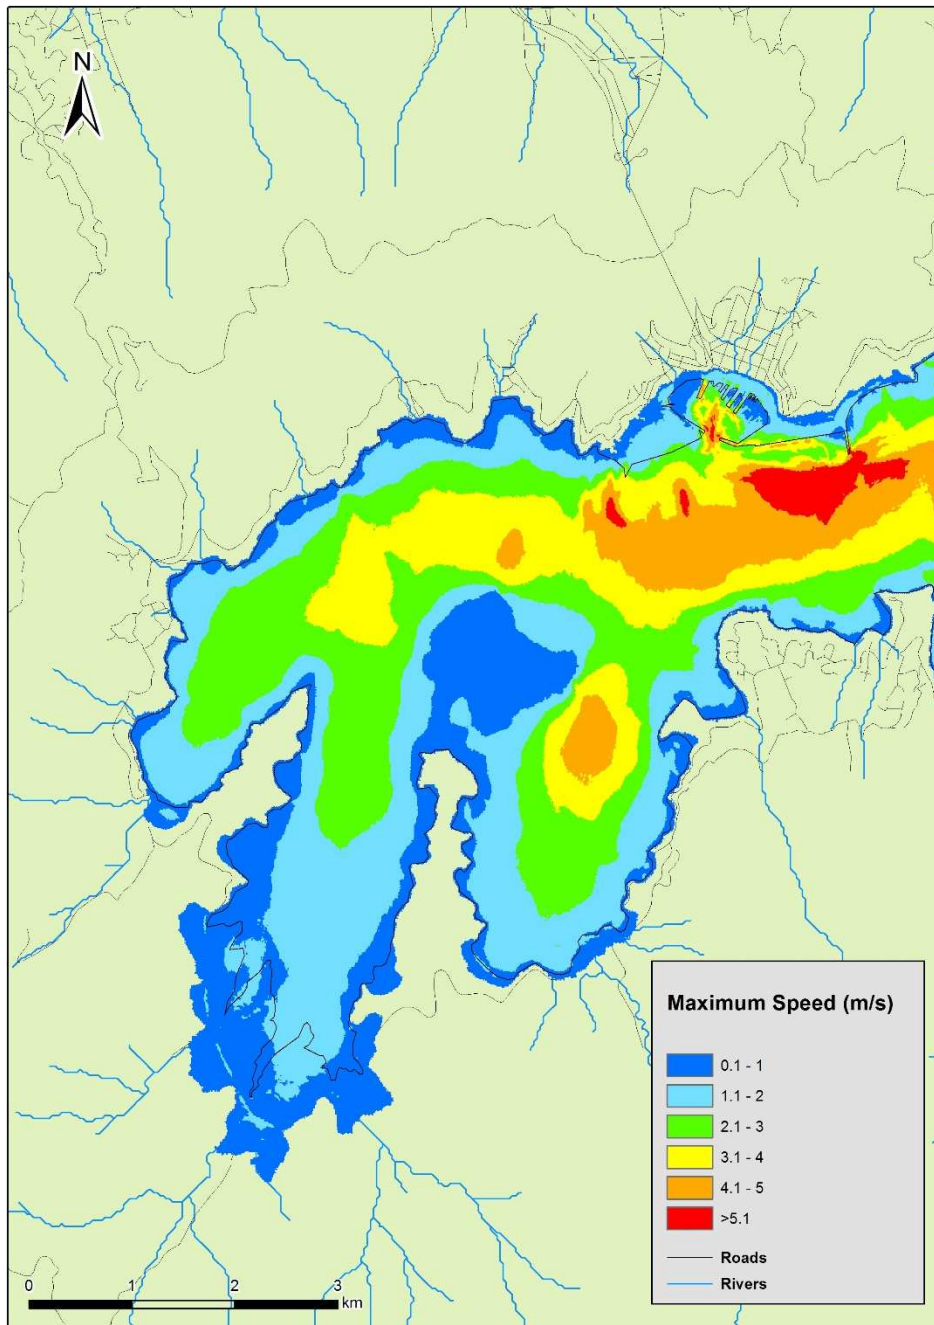 N
Maximum Speed (m/s)
0.1 - 1
1.1 - 2
2.1 - 3
3.1 - 4
4.1 - 5
>5.1
Roads
Rivers
0 1 2 3
km